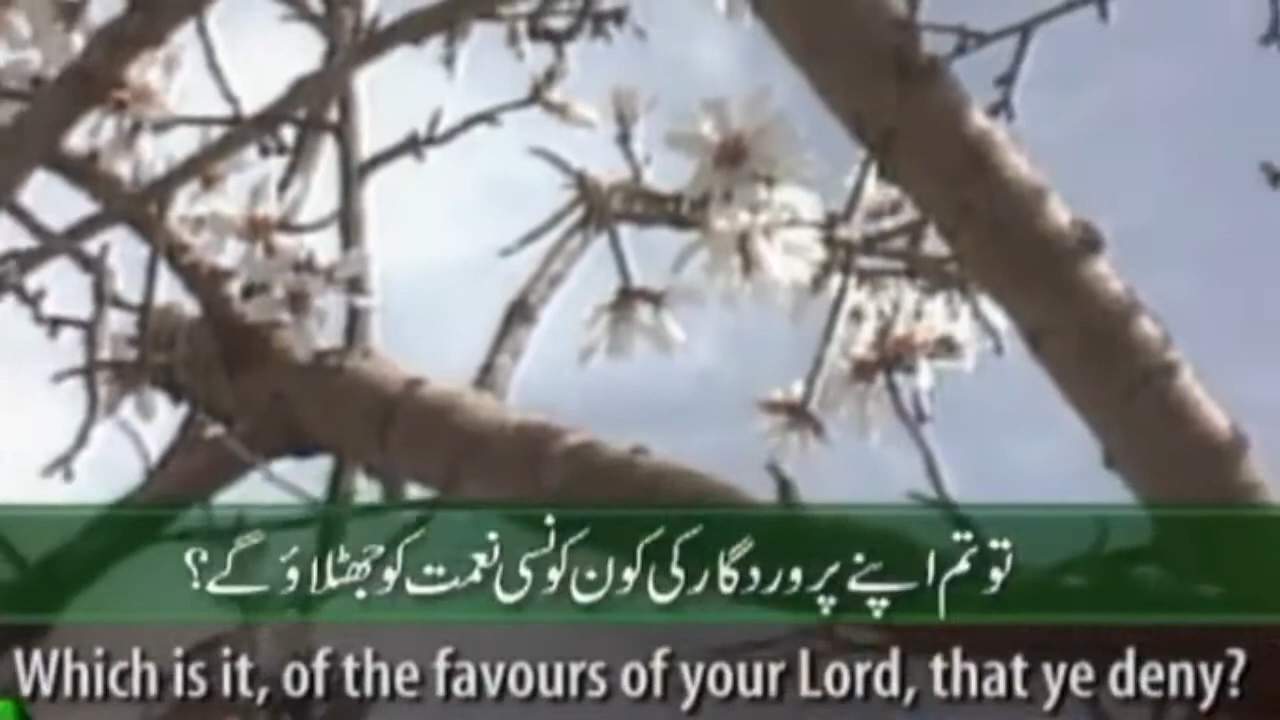 تو تم اپنے پروردگار کی کون کونسی نعمت کو جھٹلاؤ گے؟
Which is it, of the favours of your Lord, that ye deny?